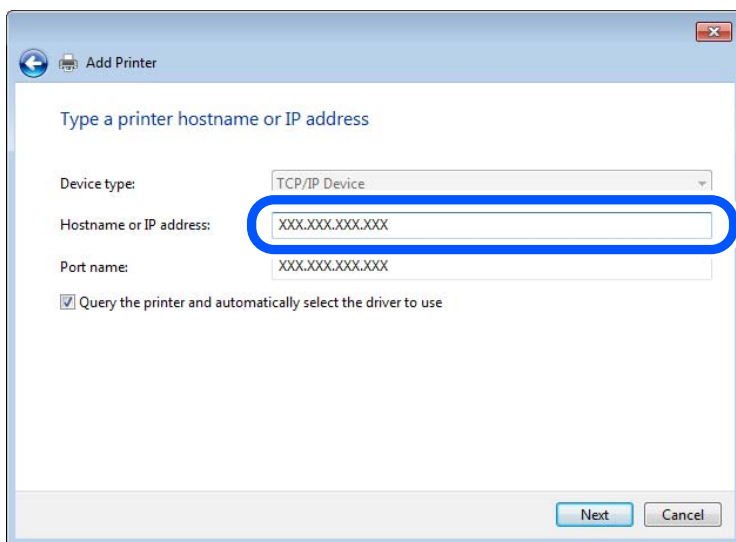 Add Printer
Type a printer hostname or IP address
Device type: TCP/IP Device
Hostname or IP address: XXX.XXX.XXX.XXX
Port name: XXX.XXX.XXX.XXX
Query the printer and automatically select the driver to use
Next Cancel